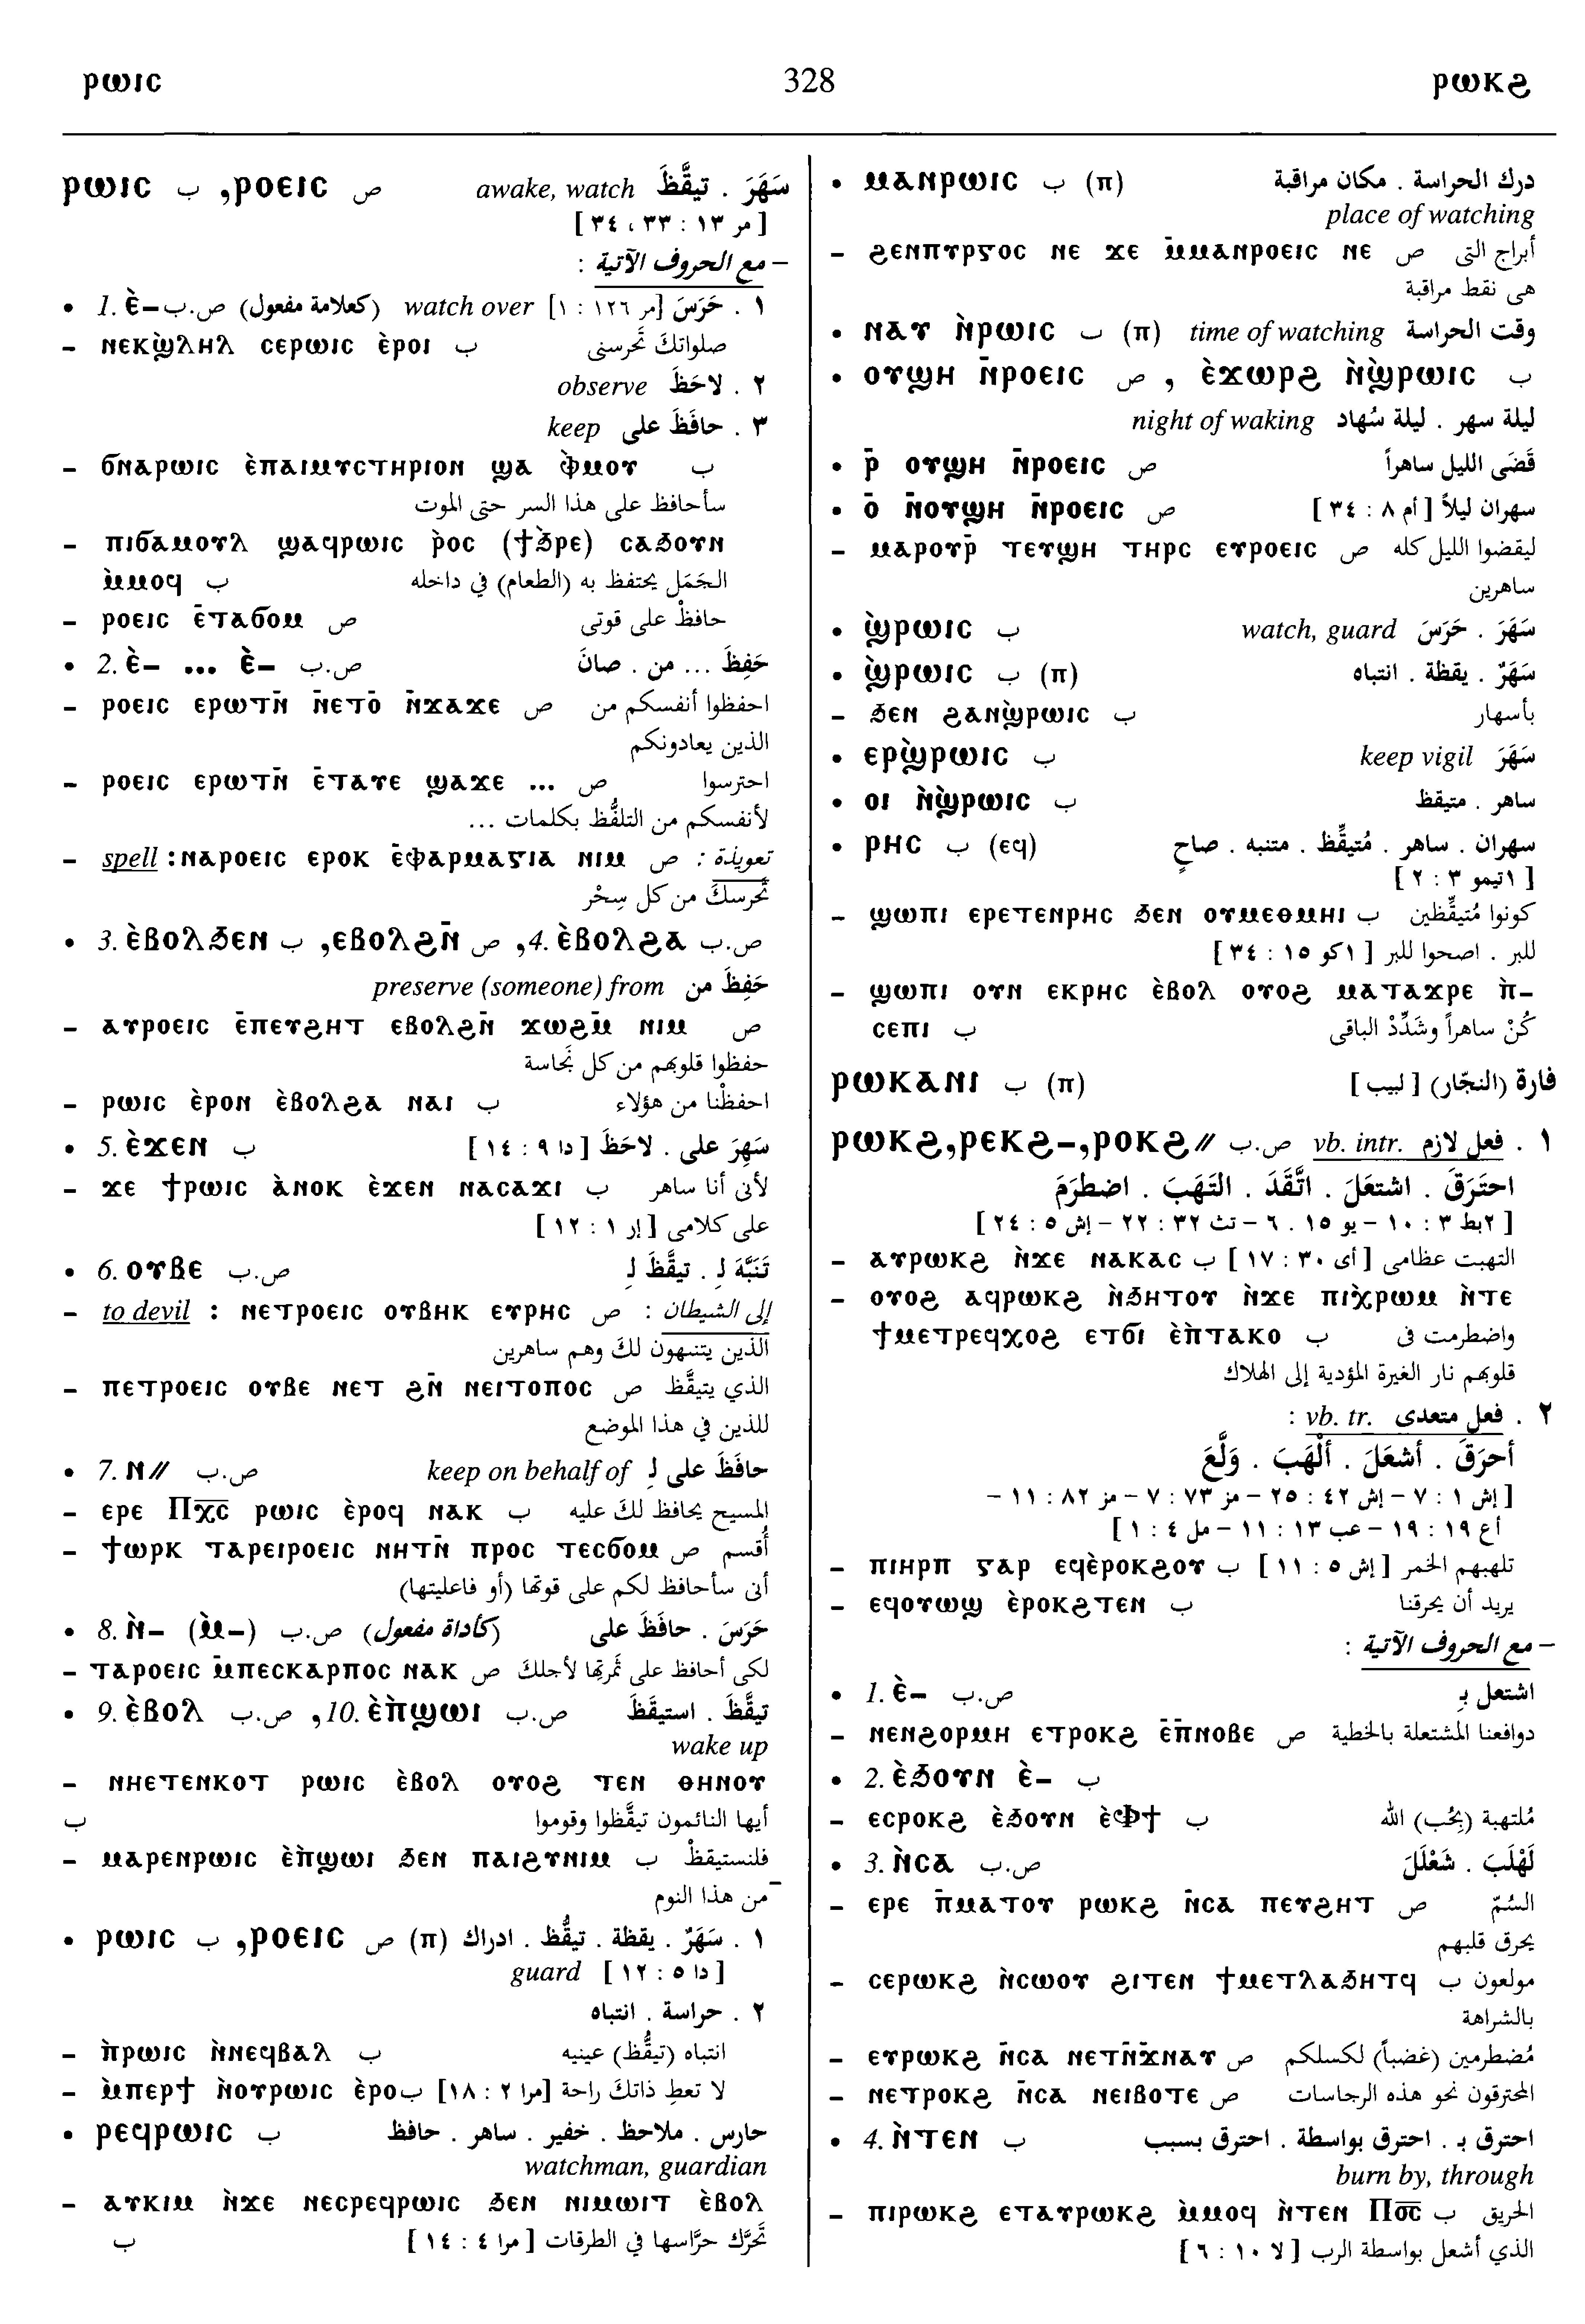 ⲣⲱⲓⲥ 328 ⲣⲱⲕϩ
ⲣⲱⲓⲥ ب ,ⲣⲟⲉⲓⲥ ص awake, watch سَهَرَ . تيقَّظَ
[ مر ١٣ : ٣٣ ، ٣٤ ]
– مع الحروف الآتية :
• 1. ⲉ̀– ص.ب (كعلامة مفعول) watch over ١ . حَرَسَ [مز ١٢٦ : ١]
– ⲛⲉⲕϣ̀ⲗⲏⲗ ⲥⲉⲣⲱⲓⲥ ⲉ̀ⲣⲟⲓ ب صلواتكَ تَحرسنى
٢ . لاحَظَ observe
٣ . حافَظَ على keep
– ϭⲛⲁⲣⲱⲓⲥ ⲉ̀ⲡⲁⲓⲙⲩⲥⲧⲏⲣⲓⲟⲛ ϣⲁ ⲫ̀ⲙⲟⲩ ب
سأحافظ على هذا السر حتى الموت
– ⲡⲓϭⲁⲙⲟⲩⲗ ϣⲁϥⲣⲱⲓⲥ ⲣ̀ⲟⲥ (ϯϧ̀ⲣⲉ) ⲥⲁϧⲟⲩⲛ
ⲙ̀ⲙⲟϥ ب الجَمَل يحتفظ به (الطعام) في داخله
– ⲣⲟⲉⲓⲥ ⲉ̄ⲧⲁϭⲟⲙ ص حافظْ على قوتى
• 2. ⲉ̀– ... ⲉ̀– ص.ب حَفِظَ ... من . صانَ
– ⲣⲟⲉⲓⲥ ⲉⲣⲱⲧⲛ̄ ⲛ̄ⲉⲧⲟ̄ ⲛ̄ϫⲁϫⲉ ص احفظوا أنفسكم من
الذين يعادونكم
– ⲣⲟⲉⲓⲥ ⲉⲣⲱⲧⲛ̄ ⲉ̄ⲧⲁⲩⲉ ϣⲁϫⲉ ... ص احترسوا
لأنفسكم من التلفُّظ بكلمات ...
– spell : ⲛⲁⲣⲟⲉⲓⲥ ⲉⲣⲟⲕ ⲉ̄ⲫⲁⲣⲙⲁⲅⲓⲁ ⲛⲓⲙ ص تعويذة :
تَحرسكَ من كل سِحْر
• 3. ⲉ̀ⲃⲟⲗϧⲉⲛ ب ,ⲉⲃⲟⲗϩⲛ̄ ص ,4. ⲉ̀ⲃⲟⲗϩⲁ ص.ب
حَفِظَ من preserve (someone) from
– ⲁⲩⲣⲟⲉⲓⲥ ⲉ̄ⲡⲉⲩϩⲏⲧ ⲉⲃⲟⲗϩⲛ̄ ϫⲱϩⲙ̄ ⲛⲓⲙ ص
حفظوا قلوبهم من كل نَجاسة
– ⲣⲱⲓⲥ ⲉ̀ⲣⲟⲛ ⲉ̀ⲃⲟⲗϩⲁ ⲛⲁⲓ ب احفظْنا من هؤلاء
• 5. ⲉ̀ϫⲉⲛ ب سَهِرَ على . لاحَظَ [ دا ٩ : ١٤ ]
– ϫⲉ ϯⲣⲱⲓⲥ ⲁ̀ⲛⲟⲕ ⲉ̀ϫⲉⲛ ⲛⲁⲥⲁϫⲓ ب لأنى أنا ساهر
على كلامى [ إر ١ : ١٢ ]
• 6. ⲟⲩⲃⲉ ص.ب تَنَبَّهَ لِـ . تيقَّظَ لِـ
– to devil : ⲛⲉⲧⲣⲟⲉⲓⲥ ⲟⲩⲃⲏⲕ ⲉⲩⲣⲏⲥ ص إلى الشيطان :
الذين يتنبهون لكَ وهم ساهرين
– ⲡⲉⲧⲣⲟⲉⲓⲥ ⲟⲩⲃⲉ ⲛⲉⲧ ϩⲛ̄ ⲛⲉⲓⲧⲟⲡⲟⲥ ص الذي يتيقَّظ
للذين في هذا الموضع
• 7. ⲛ// ص.ب حافَظَ على لِـ keep on behalf of
– ⲉⲣⲉ ⲡ̅ⲭ̅ⲥ̅ ⲣⲱⲓⲥ ⲉ̀ⲣⲟϥ ⲛⲁⲕ ب المسيح يحافظ لكَ عليه
– ϯⲱⲣⲕ ⲧⲁⲣⲉⲓⲣⲟⲉⲓⲥ ⲛⲏⲧⲛ̄ ⲡⲣⲟⲥ ⲧⲉⲥϭⲟⲙ ص أُقسم
أنى سأحافظ لكم على قوتها (أو فاعليتها)
• 8. ⲛ̀– (ⲙ̀–) ص.ب (كأداة مفعول) حَرَسَ . حافَظَ على
– ⲧⲁⲣⲟⲉⲓⲥ ⲙ̄ⲡⲉⲥⲕⲁⲣⲡⲟⲥ ⲛⲁⲕ ص لكى أحافظ على ثمرتها لأجلكَ
• 9. ⲉ̀ⲃⲟⲗ ص.ب ,10. ⲉ̀ⲡ̀ϣⲱⲓ ص.ب تيقَّظَ . استيقَظَ
wake up
– ⲛⲏⲉⲧⲉⲛⲕⲟⲧ ⲣⲱⲓⲥ ⲉ̀ⲃⲟⲗ ⲟⲩⲟϩ ⲧⲉⲛ ⲑⲏⲛⲟⲩ
ب أيها النائمون تيقَّظوا وقوموا
– ⲙⲁⲣⲉⲛⲣⲱⲓⲥ ⲉ̀ⲡ̀ϣⲱⲓ ϧⲉⲛ ⲡⲁⲓϩⲩⲛⲓⲙ ب فلنستيقظْ
من هذا النوم
• ⲣⲱⲓⲥ ب ,ⲣⲟⲉⲓⲥ ص (ⲡ) ١ . سَهَرٌ . يقظة . تيقُّظ . ادراك
[ دا ٥ : ١٢ ] guard
٢ . حراسة . انتباه
– ⲡ̀ⲣⲱⲓⲥ ⲛ̀ⲛⲉϥⲃⲁⲗ ب انتباه (تيقُّظ) عينيه
– ⲙ̀ⲡⲉⲣϯ ⲛ̀ⲟⲩⲣⲱⲓⲥ ⲉ̀ⲣⲟ ب لا تعطِ ذاتكَ راحة [مرا ٢ : ١٨]
• ⲣⲉϥⲣⲱⲓⲥ ب حارس . ملاحظ . خفير . ساهر . حافظ
watchman, guardian
– ⲁⲩⲕⲓⲙ ⲛ̀ϫⲉ ⲛⲉⲥⲣⲉϥⲣⲱⲓⲥ ϧⲉⲛ ⲛⲓⲙⲱⲓⲧ ⲉ̀ⲃⲟⲗ
ب تَحَرَّك حرَّاسها في الطرقات [ مرا ٤ : ١٤ ]
• ⲙⲁⲛⲣⲱⲓⲥ ب (ⲡ) درك الحراسة . مكان مراقبة
place of watching
– ϩⲉⲛⲡⲩⲣⲅⲟⲥ ⲛⲉ ϫⲉ ⲙ̄ⲙⲁⲛⲣⲟⲉⲓⲥ ⲛⲉ ص أبراج التى
هى نقط مراقبة
• ⲛⲁⲩ ⲛ̀ⲣⲱⲓⲥ ب (ⲡ) time of watching وقت الحراسة
• ⲟⲩϣⲏ ⲛ̄ⲣⲟⲉⲓⲥ ص , ⲉ̀ϫⲱⲣϩ ⲛ̀ϣ̀ⲣⲱⲓⲥ ب
ليلة سهر . ليلة سُهاد night of waking
• ⲣ̄ ⲟⲩϣⲏ ⲛ̄ⲣⲟⲉⲓⲥ ص قَضَى الليل ساهراً
• ⲟ̄ ⲛ̄ⲟⲩϣⲏ ⲛ̄ⲣⲟⲉⲓⲥ ص سهران ليلاً [ أم ٨ : ٣٤ ]
– ⲙⲁⲣⲟⲩⲣ̄ ⲧⲉⲩϣⲏ ⲧⲏⲣⲥ ⲉⲩⲣⲟⲉⲓⲥ ص ليقضوا الليل كله
ساهرين
• ϣ̀ⲣⲱⲓⲥ ب watch, guard سَهَرَ . حَرَسَ
• ϣ̀ⲣⲱⲓⲥ ب (ⲡ) سَهَرٌ . يقظة . انتباه
– ϧⲉⲛ ϩⲁⲛϣ̀ⲣⲱⲓⲥ ب بأسهار
• ⲉⲣϣ̀ⲣⲱⲓⲥ ب keep vigil سَهَرَ
• ⲟⲓ ⲛ̀ϣ̀ⲣⲱⲓⲥ ب ساهر . متيقظ
• ⲣⲏⲥ ب (ⲉϥ) سهران . ساهر . مُتيقِّظ . متنبه . صاحٍ
[ ١تيمو ٣ : ٢ ]
– ϣⲱⲡⲓ ⲉⲣⲉⲧⲉⲛⲣⲏⲥ ϧⲉⲛ ⲟⲩⲙⲉⲑⲙⲏⲓ ب كونوا مُتيقِّظين
للبر . اصحوا للبر [ ١كو ١٥ : ٣٤ ]
– ϣⲱⲡⲓ ⲟⲩⲛ ⲉⲕⲣⲏⲥ ⲉ̀ⲃⲟⲗ ⲟⲩⲟϩ ⲙⲁⲧⲁϫⲣⲉ ⲡ̀–
ⲥⲉⲡⲓ ب كُنْ ساهراً وشَدِّدْ الباقى
ⲣⲱⲕⲁⲛⲓ ب (ⲡ) فارة (النجّار) [ لبيب ]
ⲣⲱⲕϩ,ⲣⲉⲕϩ–,ⲣⲟⲕϩ// ص.ب vb. intr. ١ . فعل لازم
احتَرَقَ . اشتعَلَ . اتَّقَدَ . التَهَبَ . اضطرَمَ
[ ٢بط ٣ : ١٠ – يو ١٥ . ٦ – تث ٣٢ : ٢٢ – إش ٥ : ٢٤ ]
– ⲁⲩⲣⲱⲕϩ ⲛ̀ϫⲉ ⲛⲁⲕⲁⲥ ب التهبت عظامى [ أى ٣٠ : ١٧ ]
– ⲟⲩⲟϩ ⲁϥⲣⲱⲕϩ ⲛ̀ϧⲏⲧⲟⲩ ⲛ̀ϫⲉ ⲡⲓⲭ̀ⲣⲱⲙ ⲛ̀ⲧⲉ
ϯⲙⲉⲧⲣⲉϥⲭⲟϩ ⲉⲧϭⲓ ⲉ̀ⲡ̀ⲧⲁⲕⲟ ب واضطرمت فى
قلوبهم نار الغيرة المؤدية إلى الهلاك
٢ . فعل متعدى vb. tr. :
أحرَقَ . أشعَلَ . ألْهَبَ . وَلَّعَ
[ إش ١ : ٧ – إش ٤٢ : ٢٥ – مز ٧٣ : ٧ – مز ٨٢ : ١١ –
أع ١٩ : ١٩ – عب ١٣ : ١١ – مل ٤ : ١ ]
– ⲡⲓⲏⲣⲡ ⲅⲁⲣ ⲉϥⲉ̀ⲣⲟⲕϩⲟⲩ ب تلهبهم الخمر [ إش ٥ : ١١ ]
– ⲉϥⲟⲩⲱϣ ⲉ̀ⲣⲟⲕϩⲧⲉⲛ ب يريد أن يحرقنا
– مع الحروف الآتية :
• 1. ⲉ̀– ص.ب اشتعل بِـ
– ⲛⲉⲛϩⲟⲣⲙⲏ ⲉⲧⲣⲟⲕϩ ⲉ̄ⲡ̄ⲛⲟⲃⲉ ص دوافعنا المشتعلة بالخطية
• 2. ⲉ̀ϧⲟⲩⲛ ⲉ̀– ب
– ⲉⲥⲣⲟⲕϩ ⲉ̀ϧⲟⲩⲛ ⲉ̀ⲫϯ ب مُلتهبة (بحُب) الله
• 3. ⲛ̀ⲥⲁ ص.ب لَهْلَبَ . شَعْلَلَ
– ⲉⲣⲉ ⲡ̄ⲙⲁⲧⲟⲩ ⲣⲱⲕϩ ⲛ̄ⲥⲁ ⲡⲉⲩϩⲏⲧ ص السُمّ
يحرق قلبهم
– ⲥⲉⲣⲱⲕϩ ⲛ̀ⲥⲱⲟⲩ ϩⲓⲧⲉⲛ ϯⲙⲉⲧⲗⲁϧⲏⲧϥ ب مولعون
بالشراهة
– ⲉⲩⲣⲱⲕϩ ⲛ̄ⲥⲁ ⲛⲉⲧⲛ̄ϫⲛⲁⲩ ص مُضطرمين (غضباً) لكسلكم
– ⲛⲉⲧⲣⲟⲕϩ ⲛ̄ⲥⲁ ⲛⲉⲓⲃⲟⲧⲉ ص المحترقون نحو هذه الرجاسات
• 4. ⲛ̀ⲧⲉⲛ ب احترق بـ . احترق بواسطة . احترق بسبب
burn by, through
– ⲡⲓⲣⲱⲕϩ ⲉⲧⲁⲩⲣⲱⲕϩ ⲙ̀ⲙⲟϥ ⲛ̀ⲧⲉⲛ ⲡ̅ⲟ̅ⲥ̅ ب الحريق
الذي أشعل بواسطة الرب [ لا ١٠ : ٦ ]